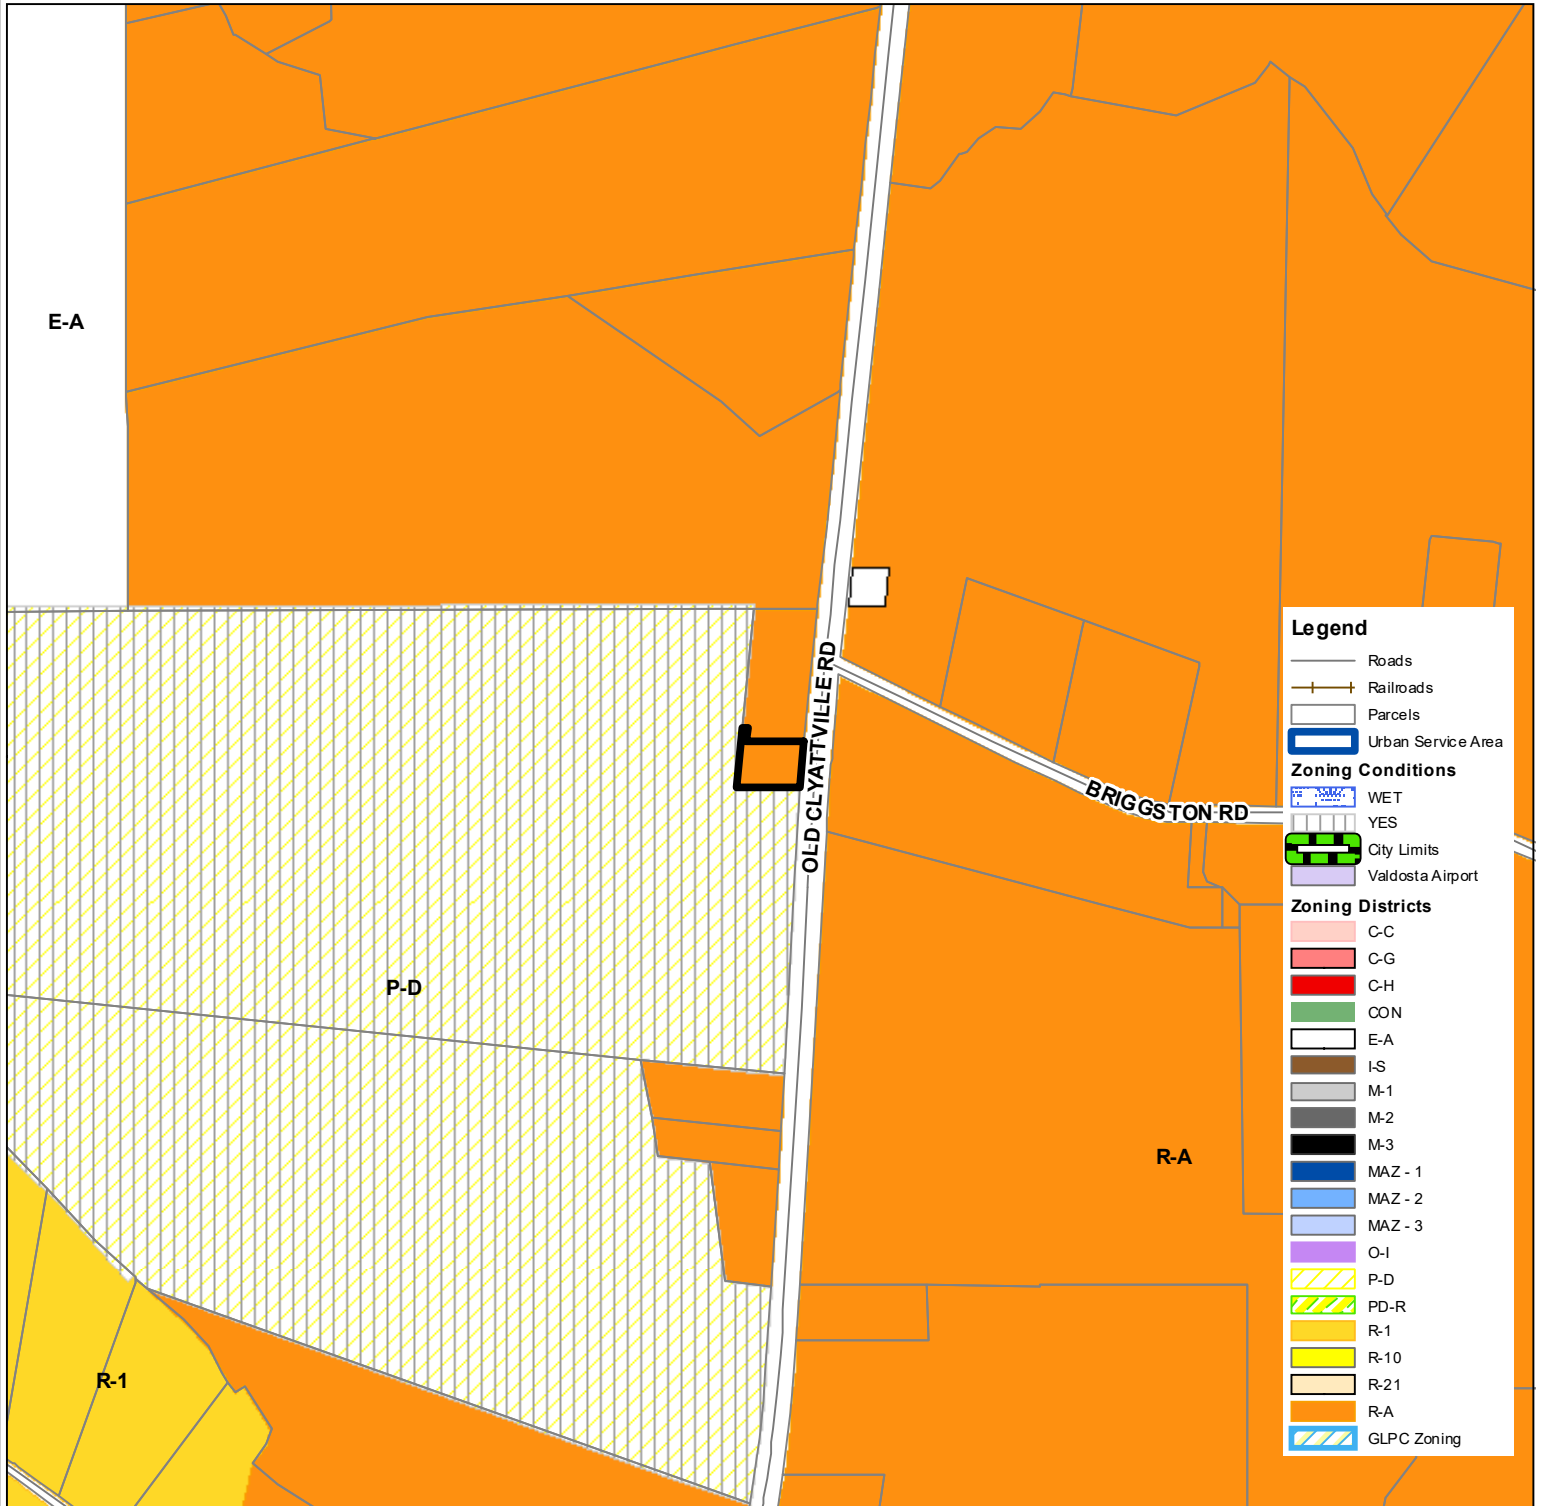 E-A
OLD CLYATTVILLE RD
BRIGGSTON RD
P-D
R-A
R-1
Legend
Roads
Railroads
Parcels
Urban Service Area
Zoning Conditions
WET
YES
City Limits
Valdosta Airport
Zoning Districts
C-C
C-G
C-H
CON
E-A
I-S
M-1
M-2
M-3
MAZ - 1
MAZ - 2
MAZ - 3
O-I
P-D
PD-R
R-1
R-10
R-21
R-A
GLPC Zoning